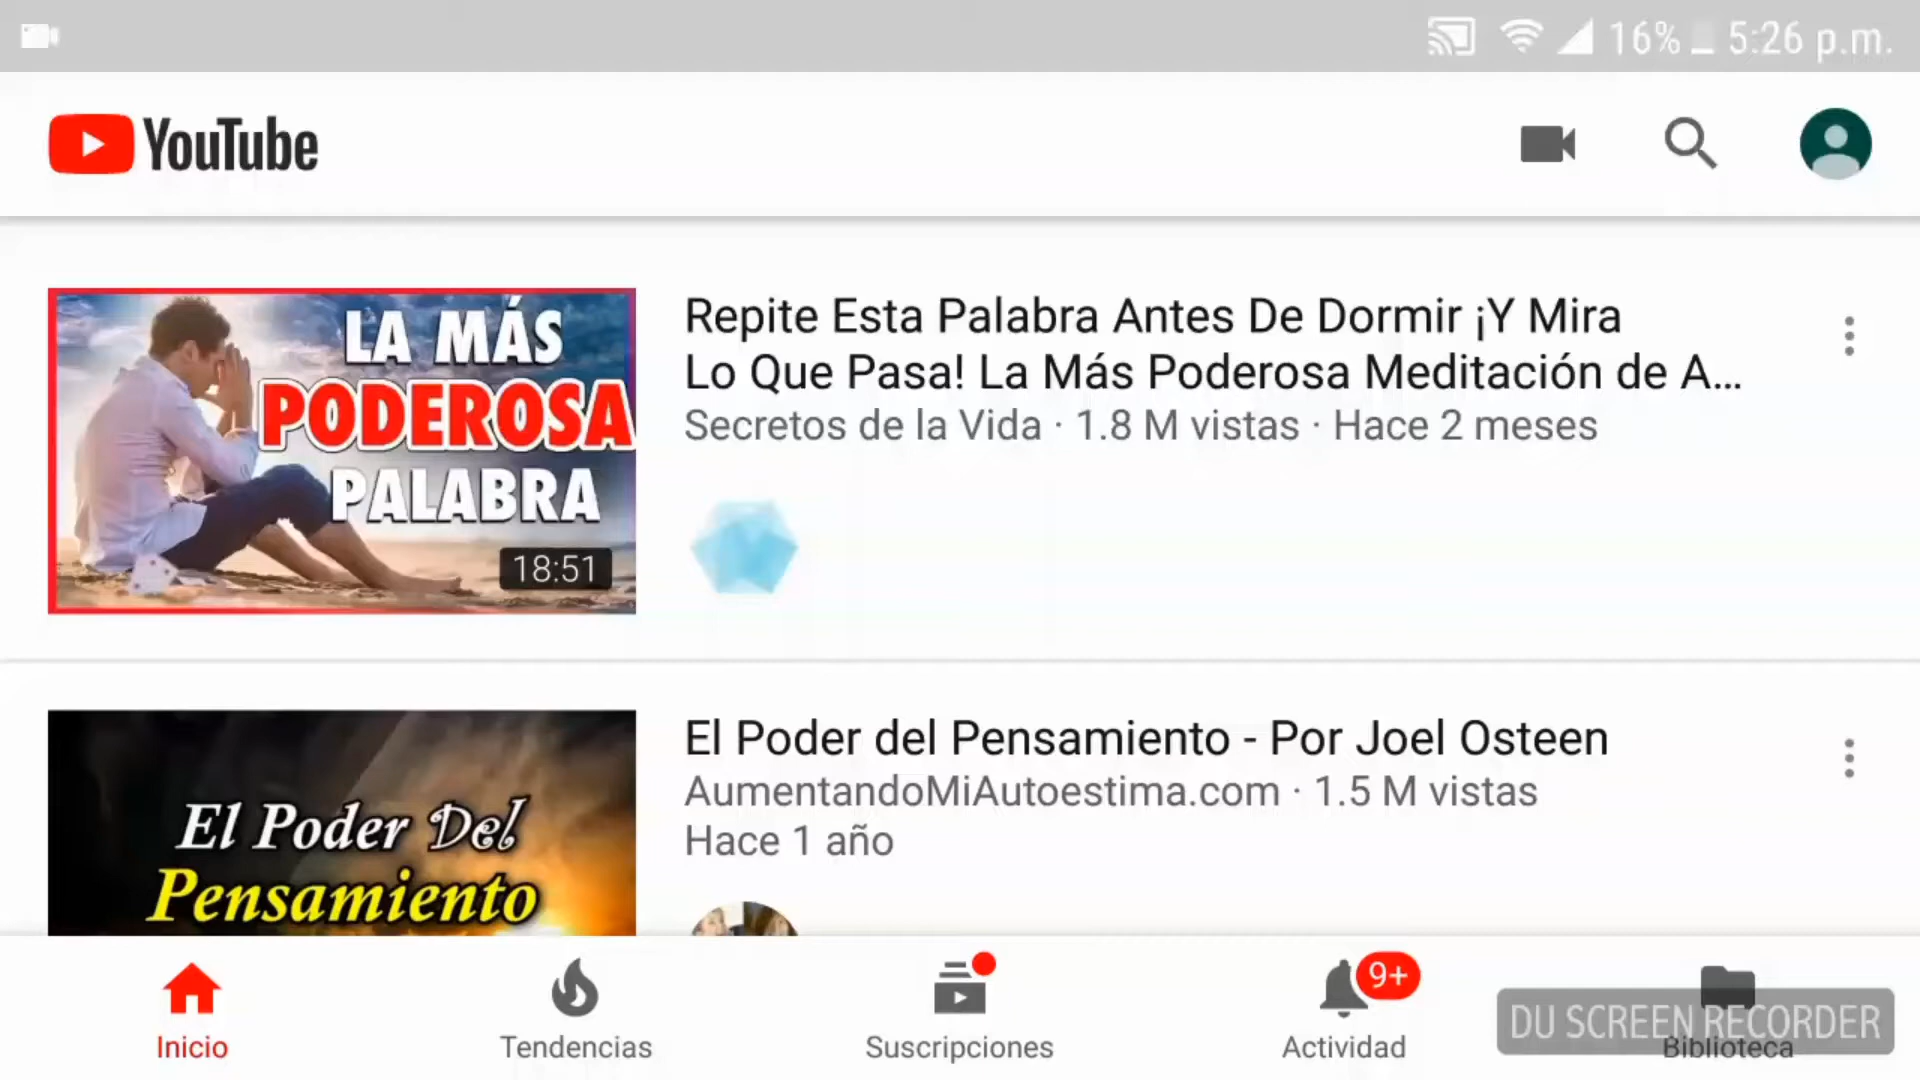 16% 5:26 p.m.
YouTube
LA MÁS
PODEROSA
PALABRA
18:51
Repite Esta Palabra Antes De Dormir ¡Y Mira
Lo Que Pasa! La Más Poderosa Meditación de A...
Secretos de la Vida · 1.8 M vistas · Hace 2 meses
El Poder Del
Pensamiento
El Poder del Pensamiento - Por Joel Osteen
AumentandoMiAutoestima.com · 1.5 M vistas
Hace 1 año
9+
Inicio
Tendencias
Suscripciones
Actividad
Biblioteca
DU SCREEN RECORDER